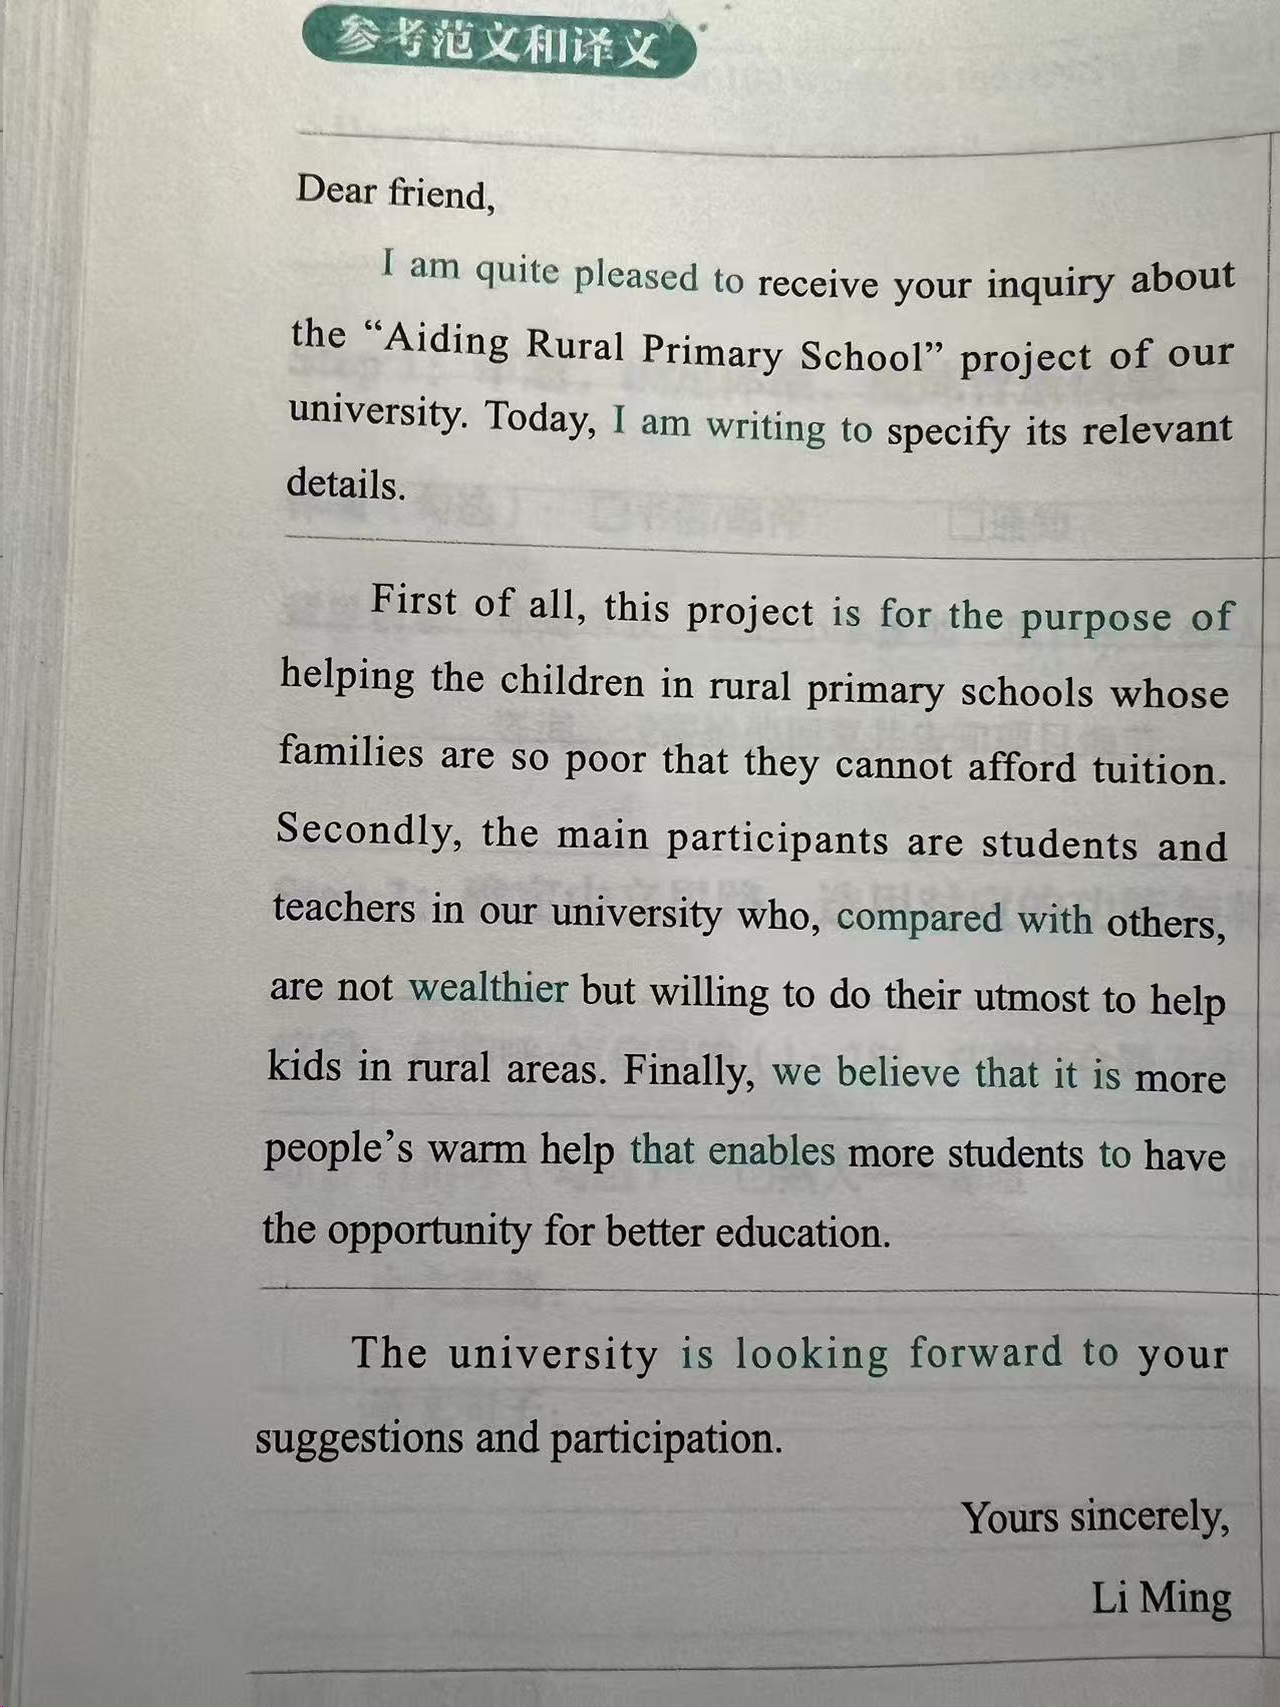 参考范文和译文
Dear friend,
I am quite pleased to receive your inquiry about
the “Aiding Rural Primary School” project of our
university. Today, I am writing to specify its relevant
details.
First of all, this project is for the purpose of
helping the children in rural primary schools whose
families are so poor that they cannot afford tuition.
Secondly, the main participants are students and
teachers in our university who, compared with others,
are not wealthier but willing to do their utmost to help
kids in rural areas. Finally, we believe that it is more
people’s warm help that enables more students to have
the opportunity for better education.
The university is looking forward to your
suggestions and participation.
Yours sincerely,
Li Ming